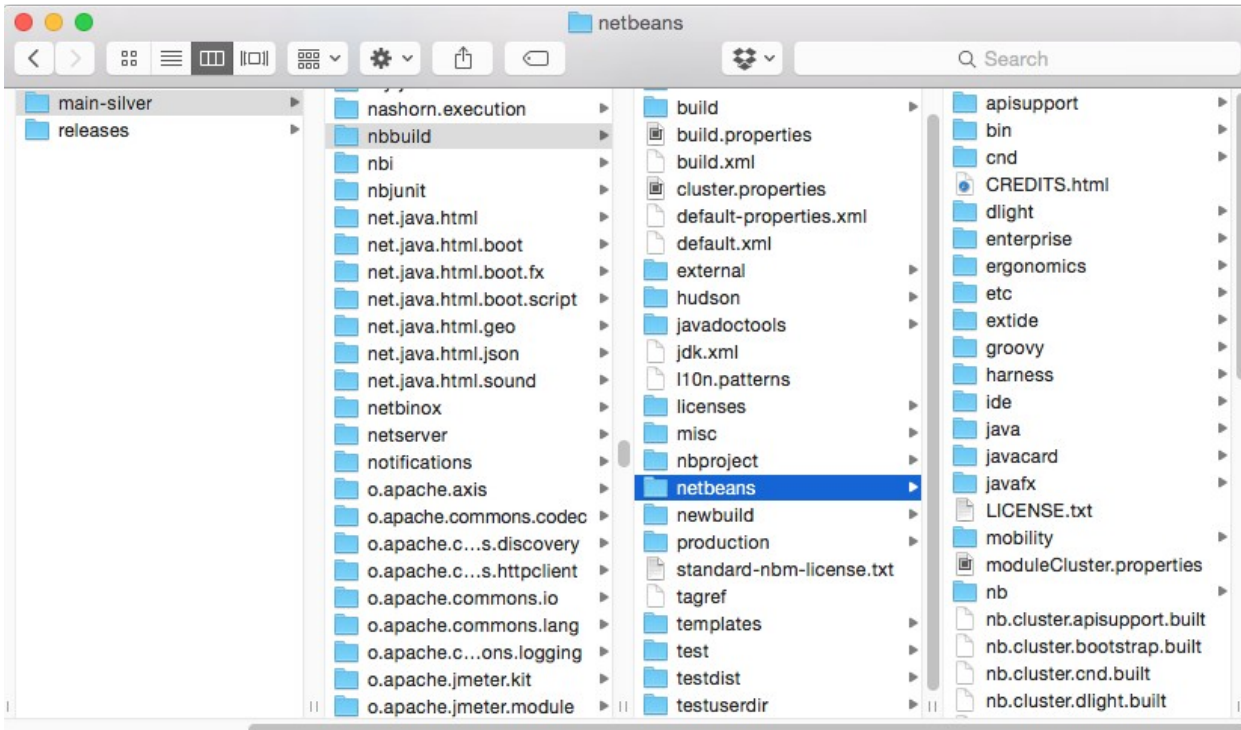 netbeans
Search
main-silver
releases
nashorn.execution
nbbuild
nbi
nbjunit
net.java.html
net.java.html.boot
net.java.html.boot.fx
net.java.html.boot.script
net.java.html.geo
net.java.html.json
net.java.html.sound
netbinox
netserver
notifications
o.apache.axis
o.apache.commons.codec
o.apache.c...s.discovery
o.apache.c...s.httpclient
o.apache.commons.io
o.apache.commons.lang
o.apache.c...ons.logging
o.apache.jmeter.kit
o.apache.jmeter.module
build
build.properties
build.xml
cluster.properties
default-properties.xml
default.xml
external
hudson
javadoctools
jdk.xml
l10n.patterns
licenses
misc
nbproject
netbeans
newbuild
production
standard-nbm-license.txt
tagref
templates
test
testdist
testuserdir
apisupport
bin
cnd
CREDITS.html
dlight
enterprise
ergonomics
etc
extide
groovy
harness
ide
java
javacard
javafx
LICENSE.txt
mobility
moduleCluster.properties
nb
nb.cluster.apisupport.built
nb.cluster.bootstrap.built
nb.cluster.cnd.built
nb.cluster.dlight.built